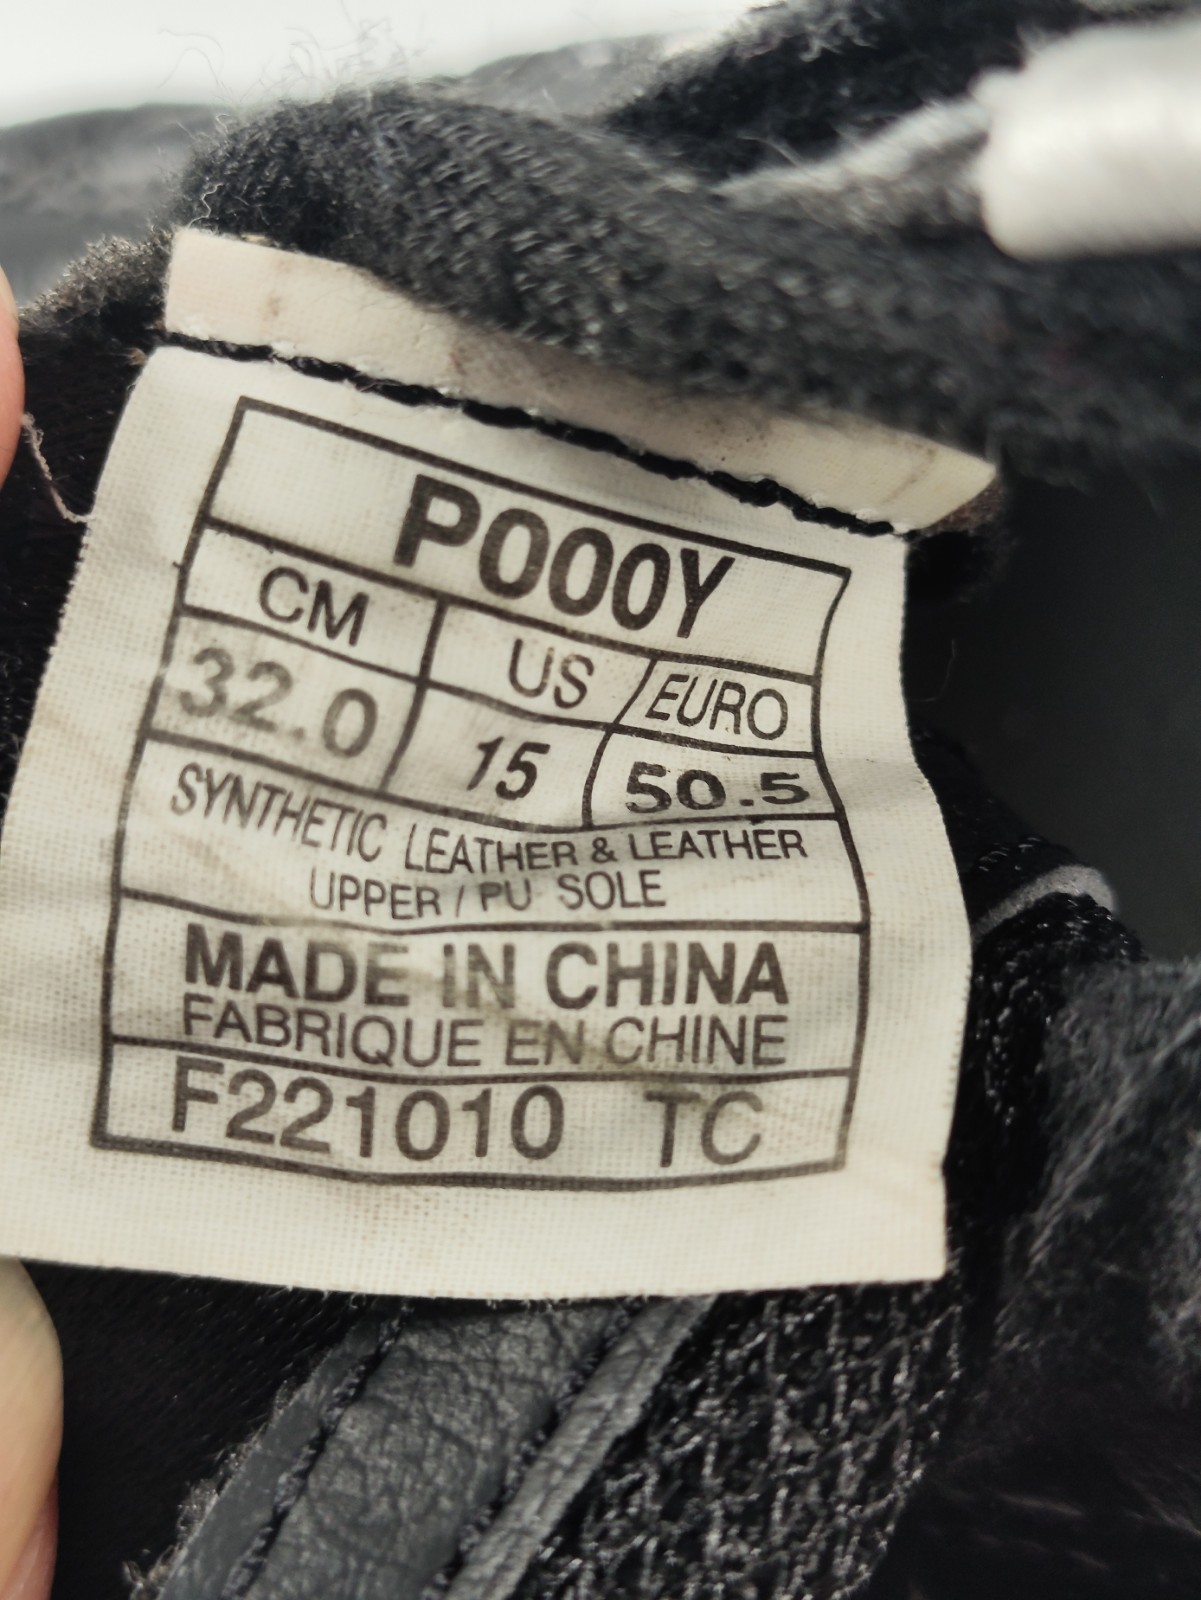 P000Y
CM US EURO
32.0 15 50.5
SYNTHETIC LEATHER & LEATHER
UPPER / PU SOLE
MADE IN CHINA
FABRIQUE EN CHINE
F221010 TC